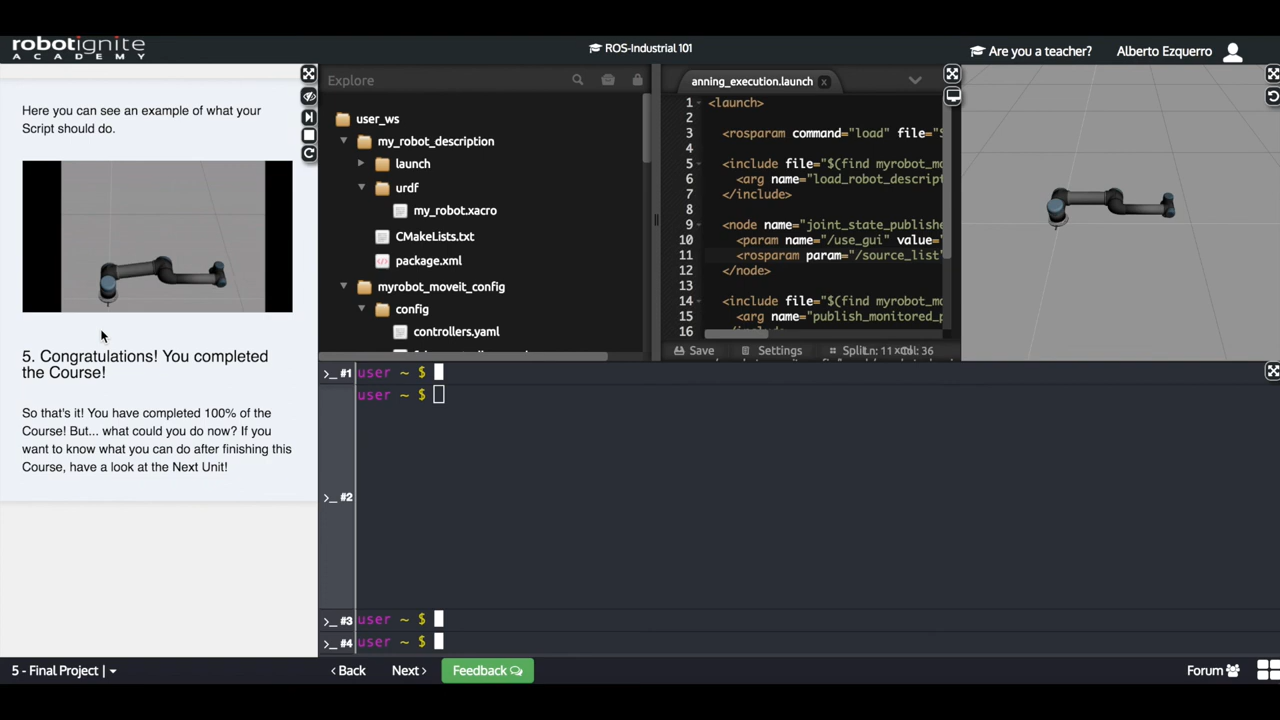 robotignite
ACADEMY
ROS-Industrial 101
Are you a teacher?
Alberto Ezquerro
Here you can see an example of what your
Script should do.
5. Congratulations! You completed
the Course!
So that's it! You have completed 100% of the
Course! But... what could you do now? If you
want to know what you can do after finishing this
Course, have a look at the Next Unit!
Explore
user_ws
my_robot_description
launch
urdf
my_robot.xacro
CMakeLists.txt
package.xml
myrobot_moveit_config
config
controllers.yaml
anning_execution.launch
1 <launch>
2
3 <rosparam command="load" file="
4
5 <include file="$(find myrobot_m
6 <arg name="load_robot_descript
7 </include>
8
9 <node name="joint_state_publishe
10 <param name="/use_gui" value="
11 <rosparam param="/source_list"
12 </node>
13
14 <include file="$(find myrobot_m
15 <arg name="publish_monitored_p
16
Save
Settings
Split
Ln: 11
Col: 36
>_ #1 user ~ $
user ~ $
>_ #2
>_ #3 user ~ $
>_ #4 user ~ $
5 - Final Project |
Back
Next
Feedback
Forum